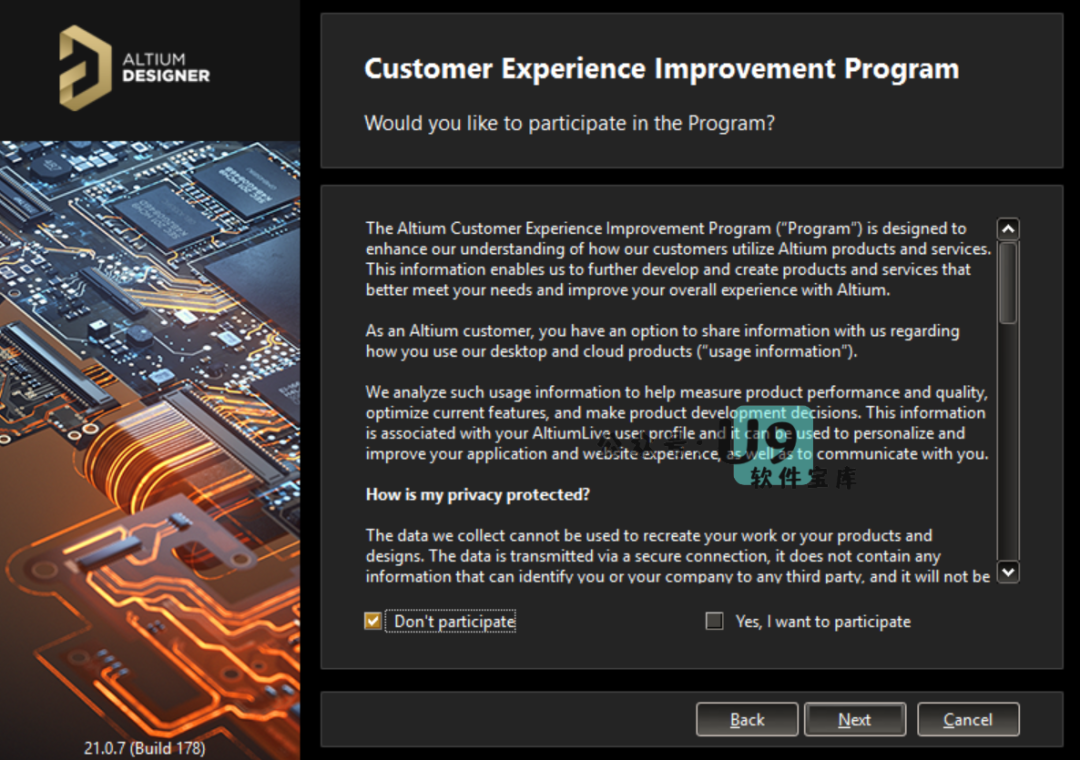 ALTIUM
DESIGNER
Customer Experience Improvement Program
Would you like to participate in the Program?
The Altium Customer Experience Improvement Program (“Program”) is designed to
enhance our understanding of how our customers utilize Altium products and services.
This information enables us to further develop and create products and services that
better meet your needs and improve your overall experience with Altium.
As an Altium customer, you have an option to share information with us regarding
how you use our desktop and cloud products (“usage information”).
We analyze such usage information to help measure product performance and quality,
optimize current features, and make product development decisions. This information
is associated with your AltiumLive user profile and it can be used to personalize and
improve your application and website experience, as well as to communicate with you.
U9
软件宝库
How is my privacy protected?
The data we collect cannot be used to recreate your work or your products and
designs. The data is transmitted via a secure connection, it does not contain any
information that can identify you or your company to any third party, and it will not be
Don't participate
Yes, I want to participate
Back
Next
Cancel
21.0.7 (Build 178)